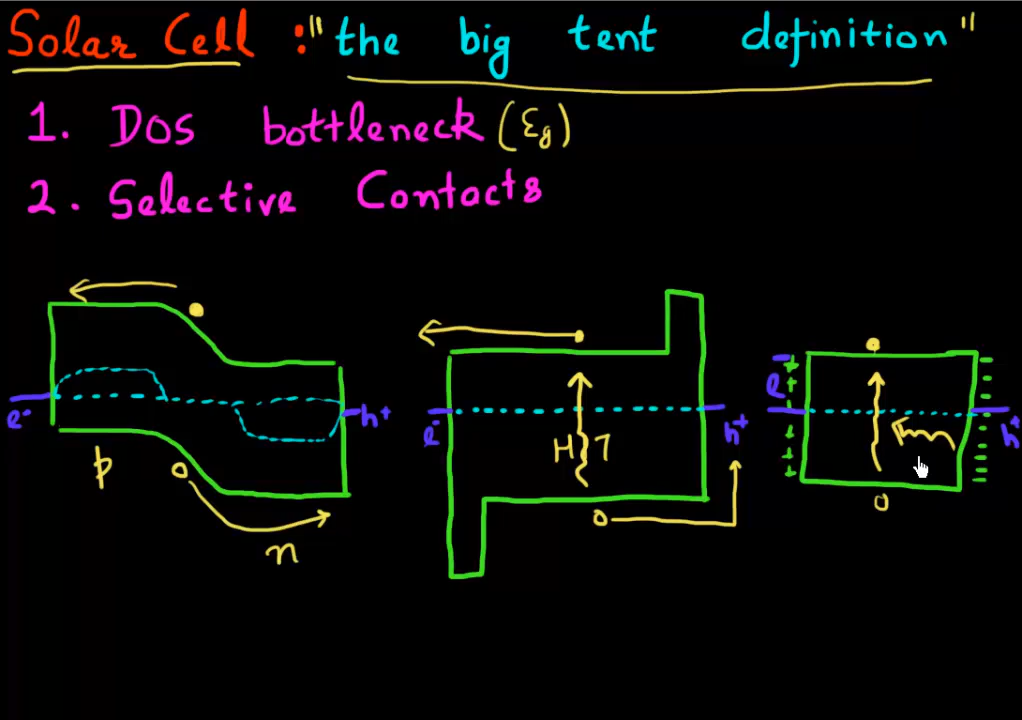 Solar Cell : "the big tent definition"
1. DOS bottleneck (Eg)
2. Selective Contacts
e⁻ h⁺ e⁻ h⁺ e⁻ h⁺
p n